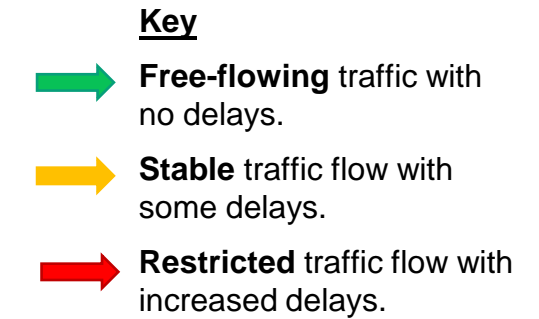 Key
Free-flowing traffic with
no delays.
Stable traffic flow with
some delays.
Restricted traffic flow with
increased delays.